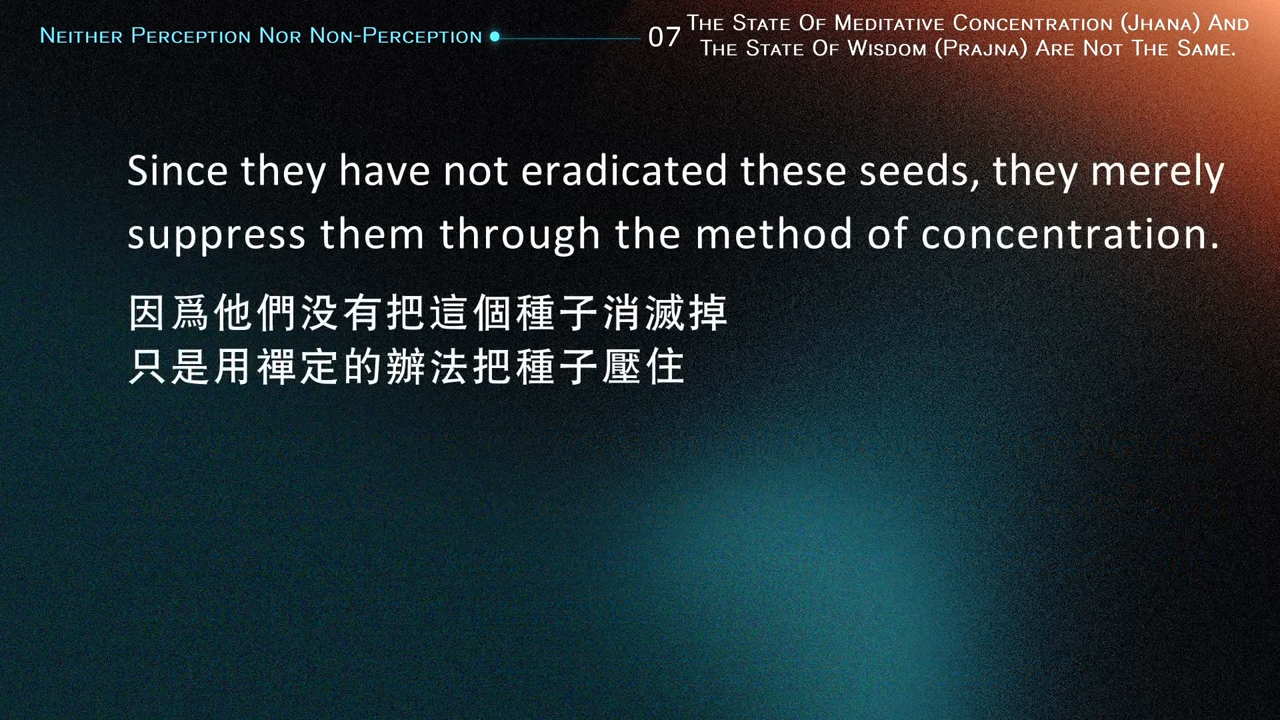 Neither Perception Nor Non-Perception
07 The State Of Meditative Concentration (Jhana) And
The State Of Wisdom (Prajna) Are Not The Same.
Since they have not eradicated these seeds, they merely
suppress them through the method of concentration.
因爲他們没有把這個種子消滅掉
只是用禪定的辦法把種子壓住